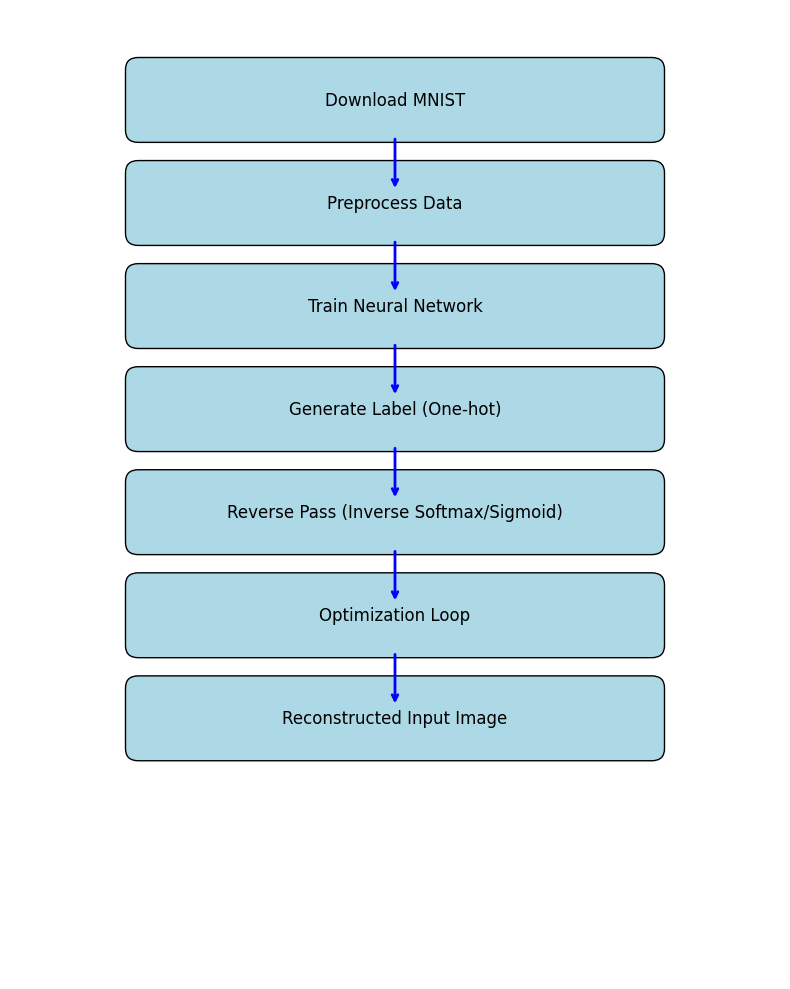 Download MNIST
Preprocess Data
Train Neural Network
Generate Label (One-hot)
Reverse Pass (Inverse Softmax/Sigmoid)
Optimization Loop
Reconstructed Input Image